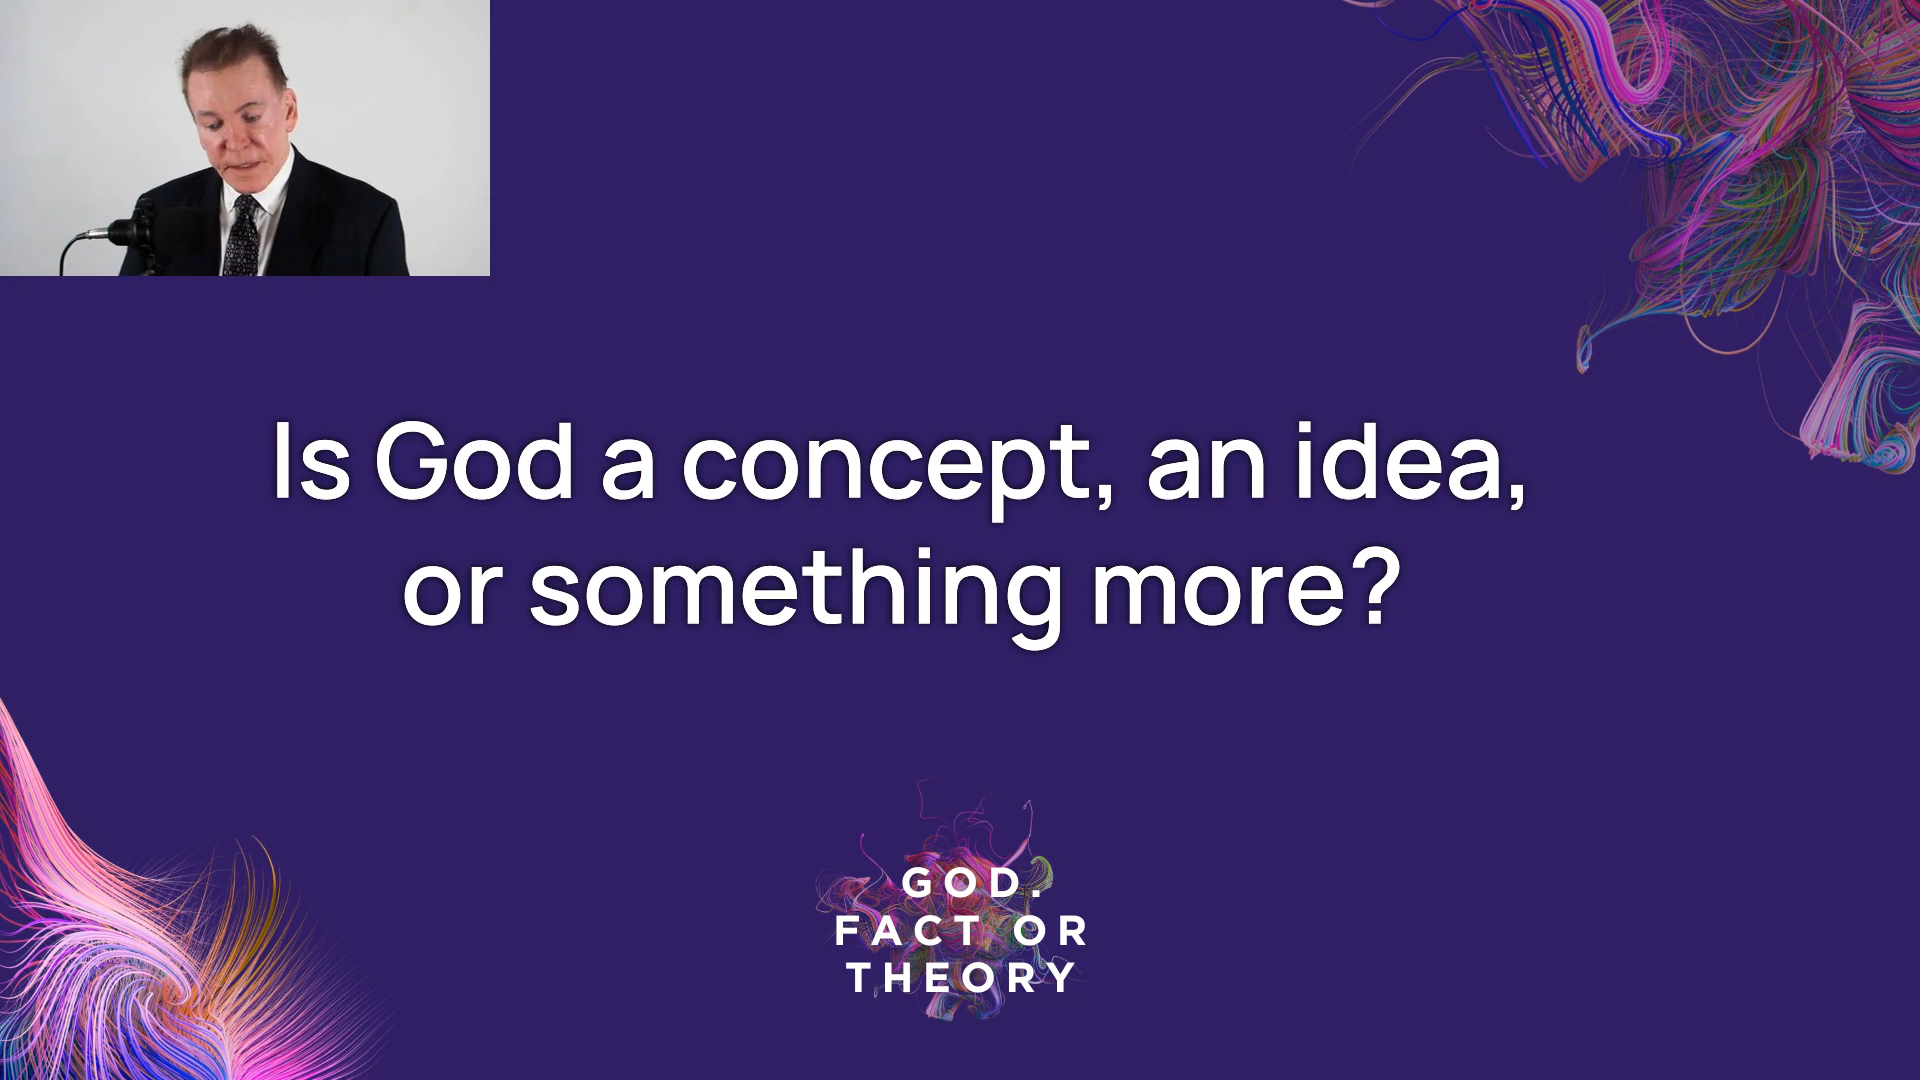 Is God a concept, an idea,
or something more?
GOD.
FACT OR
THEORY